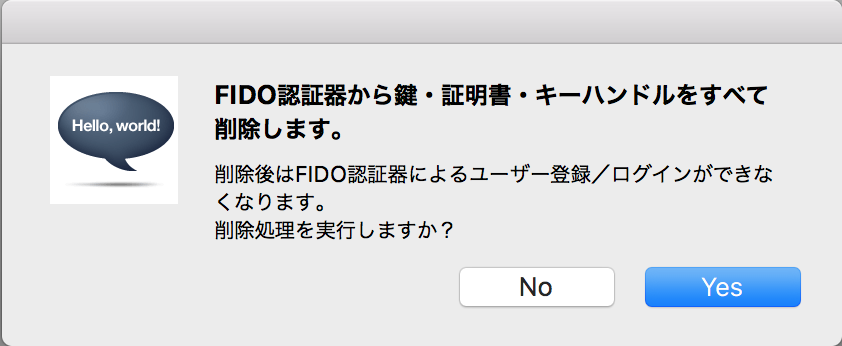 Hello, world!
FIDO認証器から鍵・証明書・キーハンドルをすべて
削除します。
削除後はFIDO認証器によるユーザー登録／ログインができな
くなります。
削除処理を実行しますか？
No
Yes